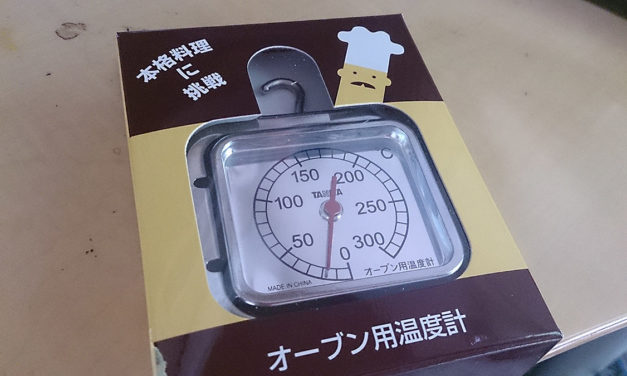 本格料理
に
挑戦
℃
150
200
TANITA
100
250
50
300
0
オーブン用温度計
MADE IN CHINA
オーブン用温度計